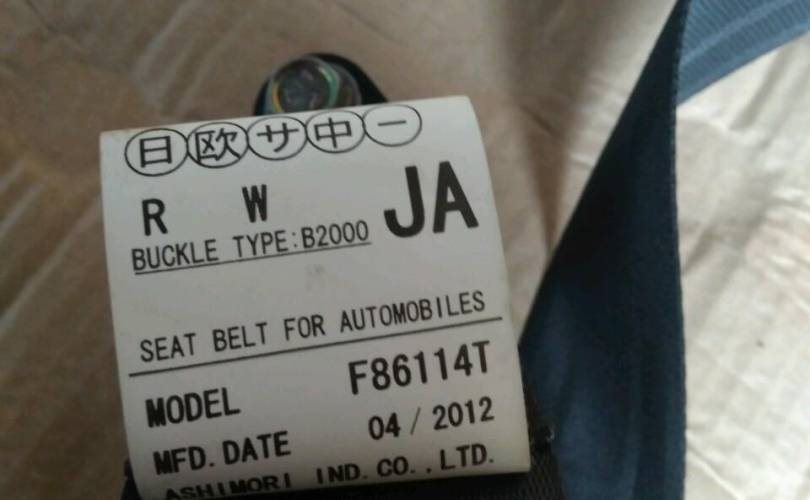 日欧サ中一
R W JA
BUCKLE TYPE:B2000
SEAT BELT FOR AUTOMOBILES
MODEL F86114T
MFD. DATE 04 / 2012
ASHIMORI IND. CO. ,LTD.